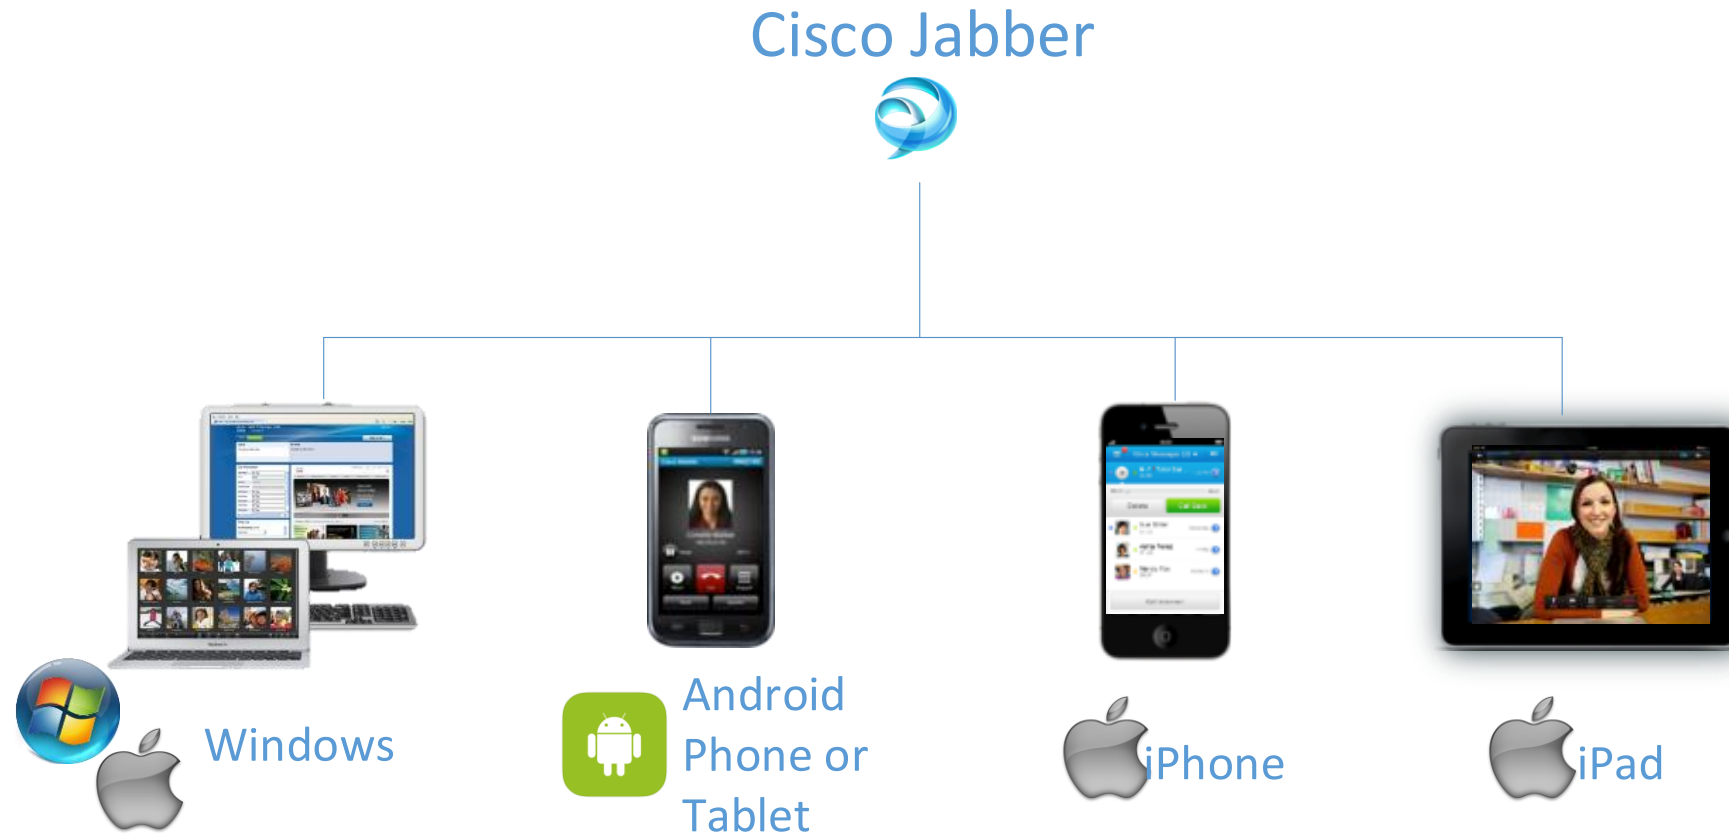 Cisco Jabber
Windows
Android
Phone or
Tablet
iPhone
iPad